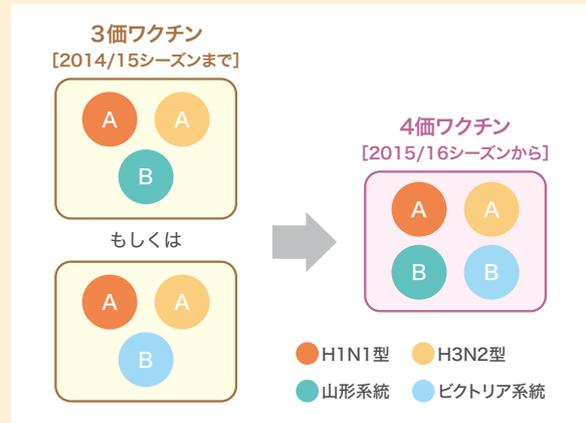 3価ワクチン
[2014/15シーズンまで]
A A
B
もしくは
A A
B
4価ワクチン
[2015/16シーズンから]
A A
B B
H1N1型 H3N2型
山形系統 ビクトリア系統